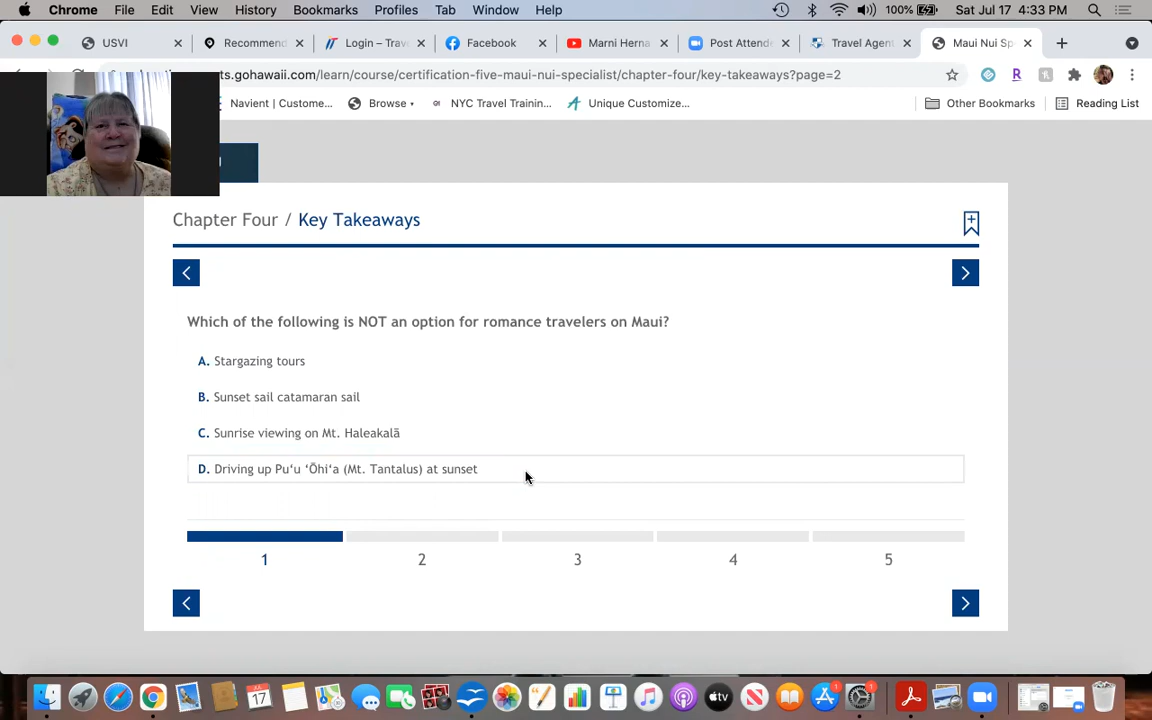 Chrome File Edit View History Bookmarks Profiles Tab Window Help 100% Sat Jul 17 4:33 PM
USVI Recommend Login – Trav Facebook Marni Herna Post Attende Travel Agent Maui Nui Sp
ts.gohawaii.com/learn/course/certification-five-maui-nui-specialist/chapter-four/key-takeaways?page=2
Navient | Custome... Browse NYC Travel Trainin... Unique Customize... Other Bookmarks Reading List
Chapter Four / Key Takeaways
Which of the following is NOT an option for romance travelers on Maui?
A. Stargazing tours
B. Sunset sail catamaran sail
C. Sunrise viewing on Mt. Haleakalā
D. Driving up Pu‘u ‘Ōhi‘a (Mt. Tantalus) at sunset
1 2 3 4 5